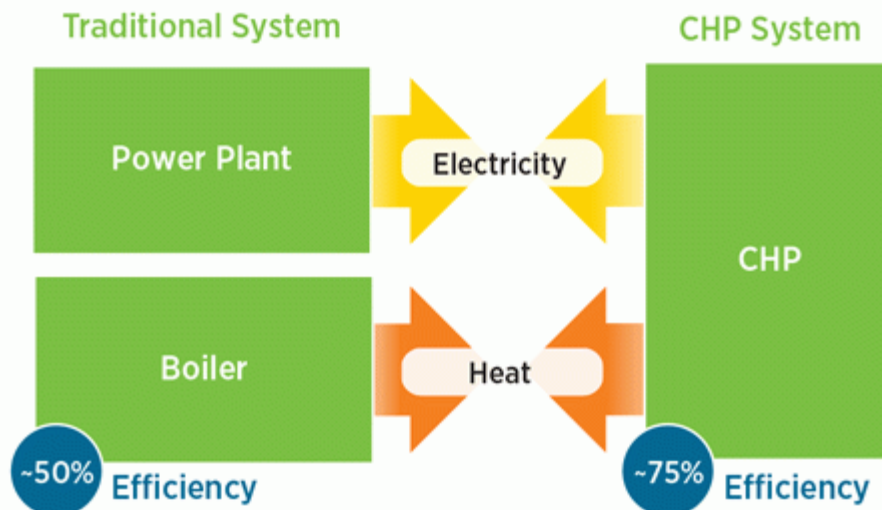 Traditional System
CHP System
Power Plant
Electricity
CHP
Boiler
Heat
~50% Efficiency
~75% Efficiency